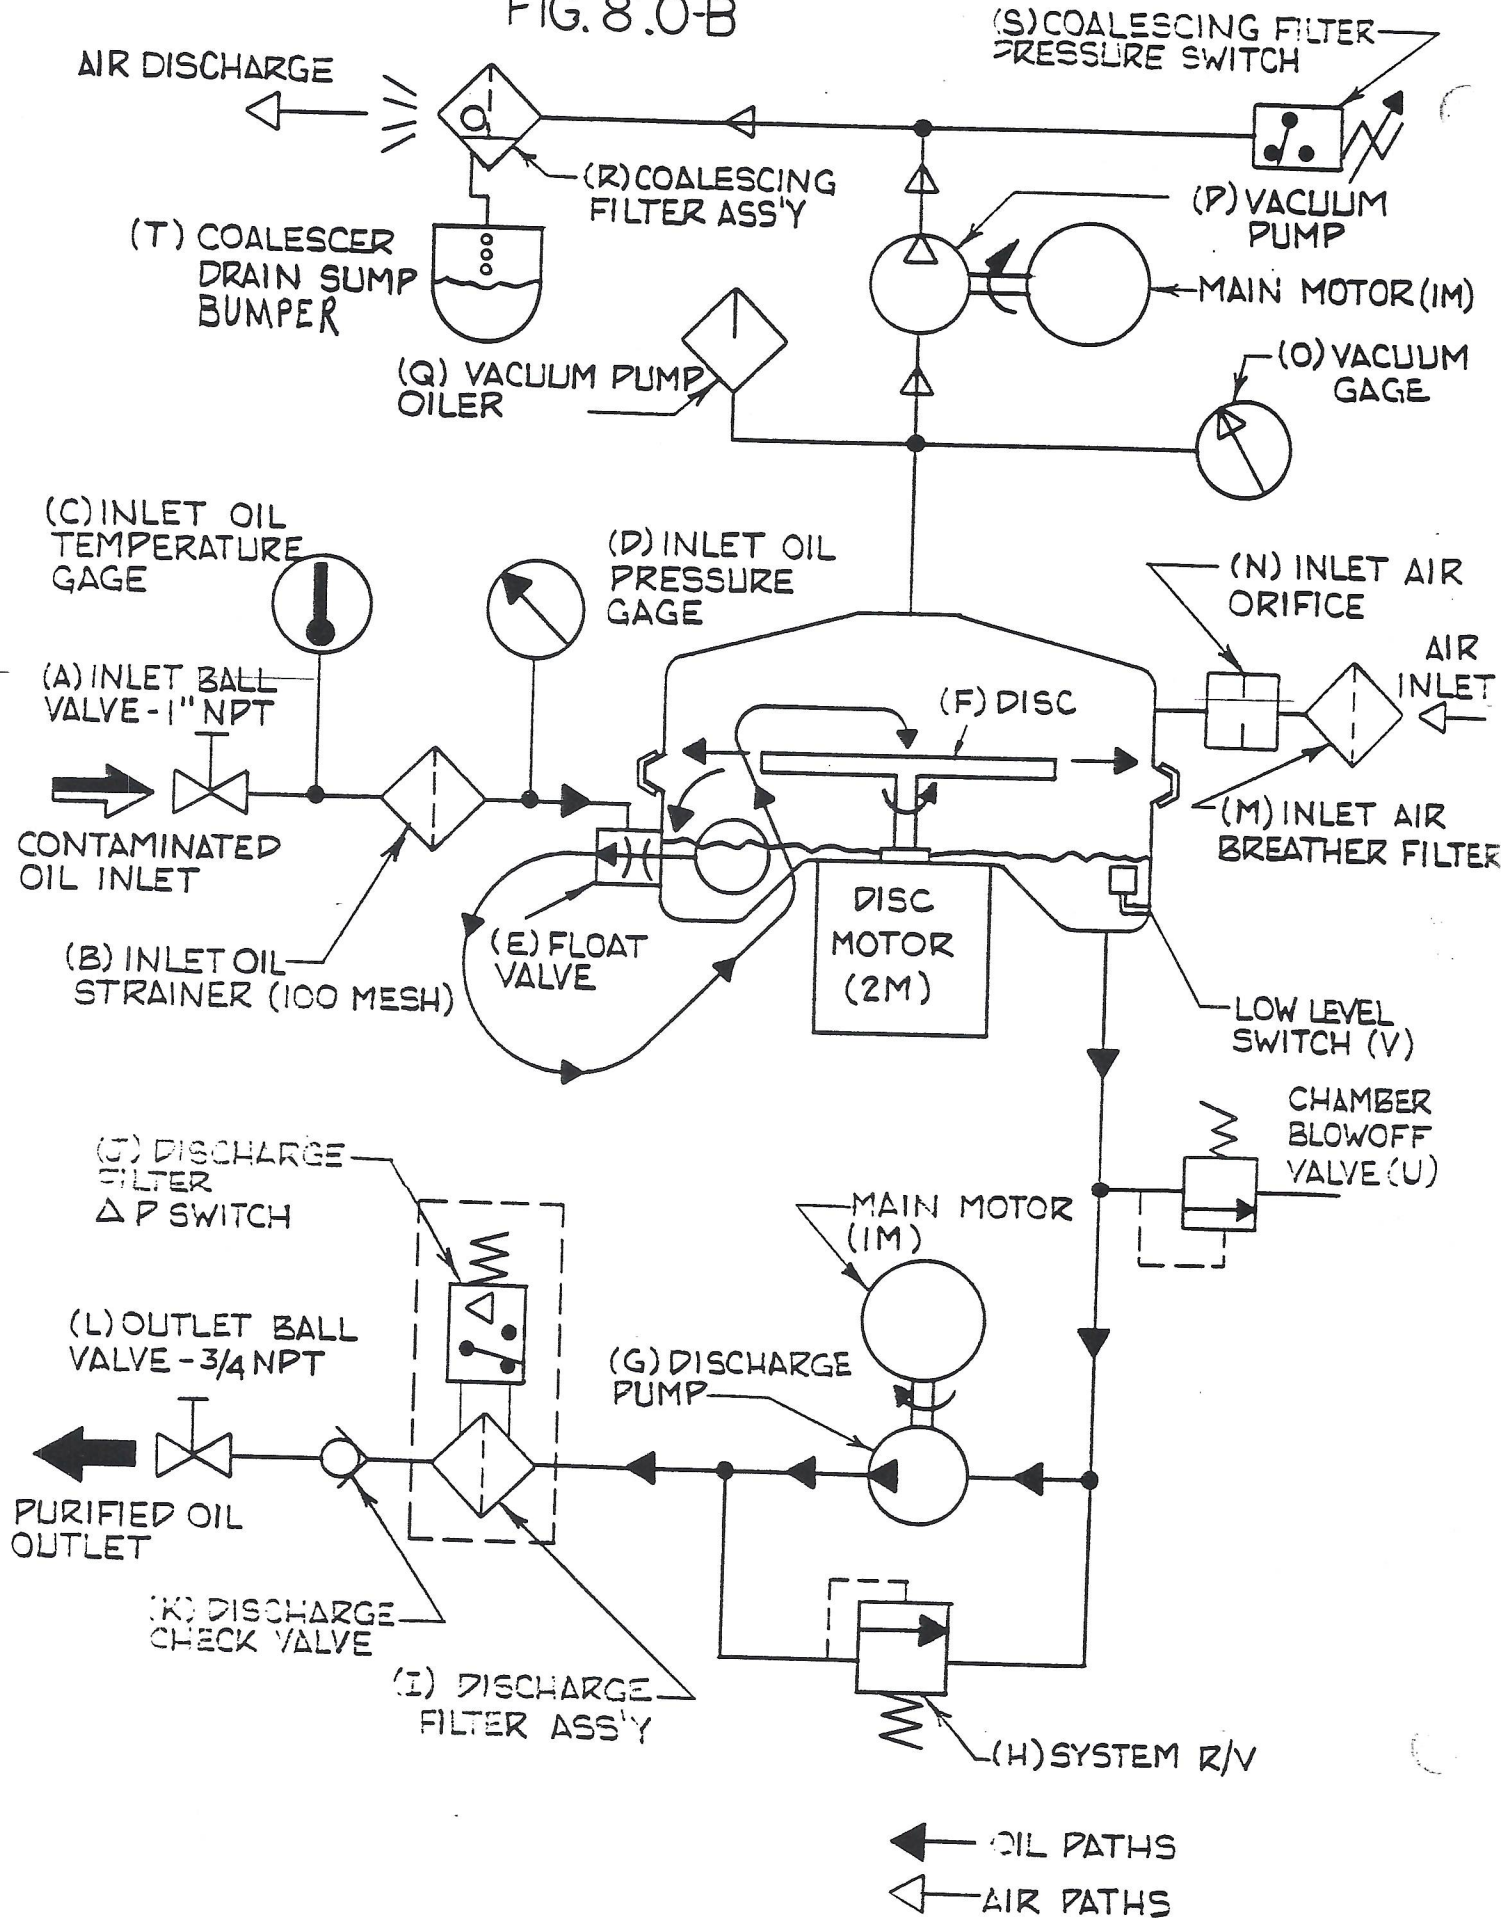 FIG. 8.0-B
(S) COALESCING FILTER
PRESSURE SWITCH
AIR DISCHARGE
(R) COALESCING
FILTER ASS'Y
(P) VACUUM
PUMP
(T) COALESCER
DRAIN SUMP
BUMPER
MAIN MOTOR (1M)
(Q) VACUUM PUMP
OILER
(O) VACUUM
GAGE
(C) INLET OIL
TEMPERATURE
GAGE
(D) INLET OIL
PRESSURE
GAGE
(N) INLET AIR
ORIFICE
AIR
INLET
(A) INLET BALL
VALVE - 1" NPT
(F) DISC
CONTAMINATED
OIL INLET
(M) INLET AIR
BREATHER FILTER
(B) INLET OIL
STRAINER (100 MESH)
(E) FLOAT
VALVE
DISC
MOTOR
(2M)
LOW LEVEL
SWITCH (V)
CHAMBER
BLOWOFF
VALVE (U)
(J) DISCHARGE
FILTER
Δ P SWITCH
MAIN MOTOR
(1M)
(L) OUTLET BALL
VALVE - 3/4 NPT
(G) DISCHARGE
PUMP
PURIFIED OIL
OUTLET
(K) DISCHARGE
CHECK VALVE
(I) DISCHARGE
FILTER ASS'Y
(H) SYSTEM R/V
OIL PATHS
AIR PATHS